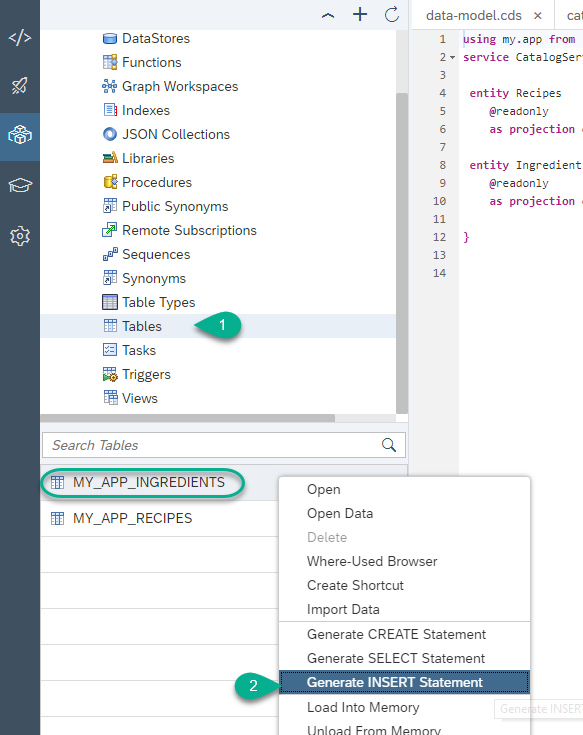 DataStores
Functions
Graph Workspaces
Indexes
JSON Collections
Libraries
Procedures
Public Synonyms
Remote Subscriptions
Sequences
Synonyms
Table Types
Tables
1
Tasks
Triggers
Views
Search Tables
MY_APP_INGREDIENTS
MY_APP_RECIPES
Open
Open Data
Delete
Where-Used Browser
Create Shortcut
Import Data
Generate CREATE Statement
Generate SELECT Statement
2
Generate INSERT Statement
Load Into Memory
Generate INSER
Unload From Memory
data-model.cds × cat
1 using my.app from
2 service CatalogSer
3
4 entity Recipes
5 @readonly
6 as projection
7
8 entity Ingredient
9 @readonly
10 as projection
11
12 }
13
14